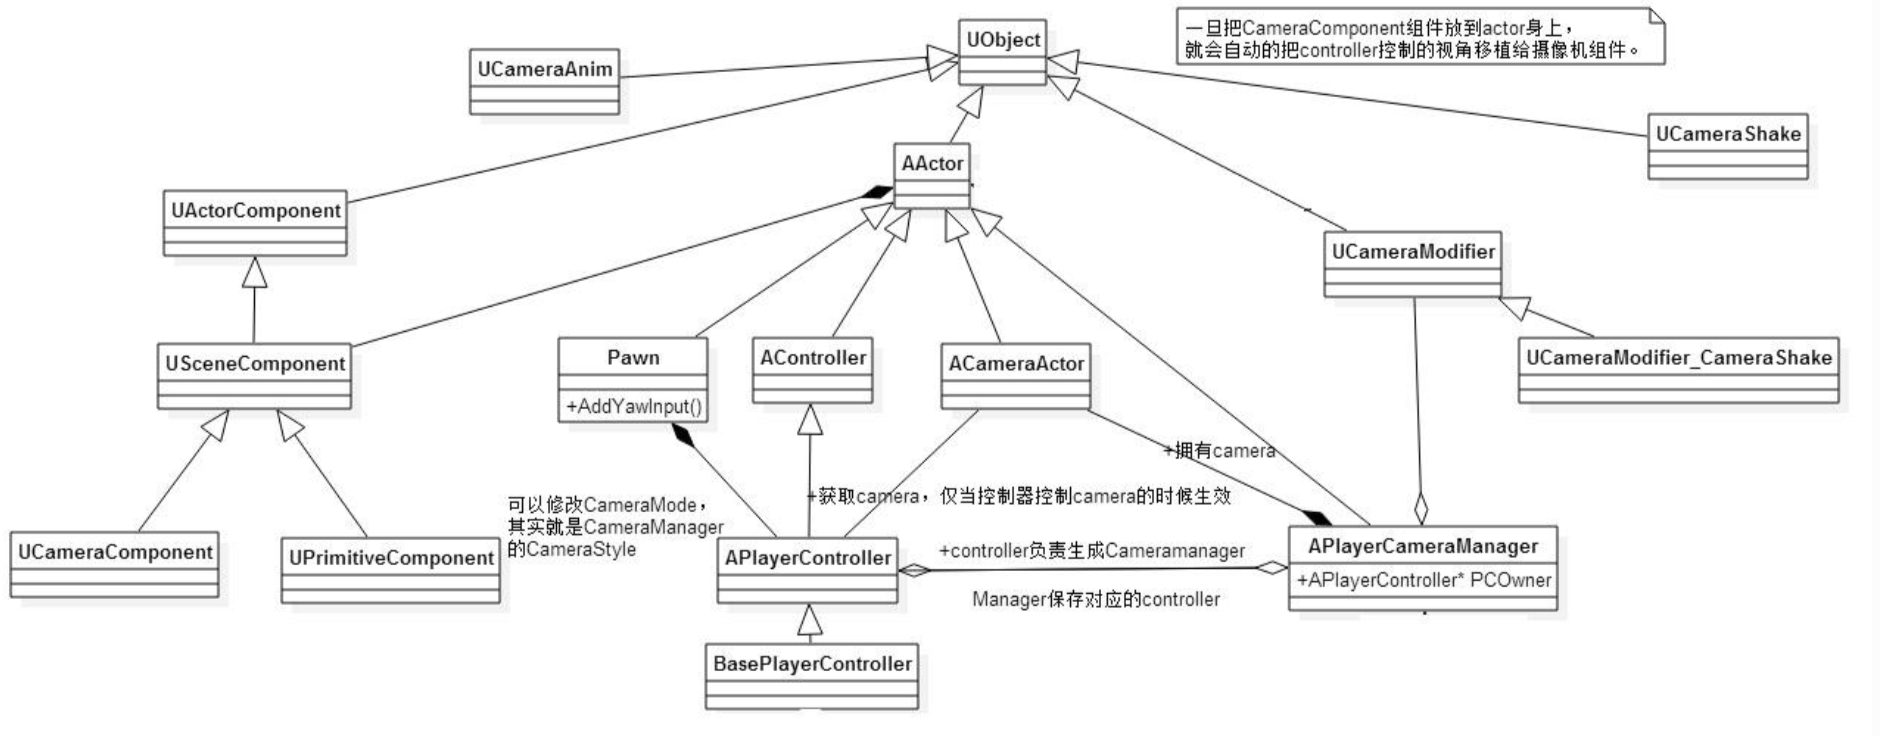 UObject
一旦把CameraComponent组件放到actor身上，
就会自动的把controller控制的视角移植给摄像机组件。
UCameraAnim
UCameraShake
AActor
UActorComponent
UCameraModifier
USceneComponent
Pawn
+AddYawInput()
AController
ACameraActor
UCameraModifier_CameraShake
+拥有camera
+获取camera，仅当控制器控制camera的时候生效
可以修改CameraMode，
其实就是CameraManager
的CameraStyle
UCameraComponent
UPrimitiveComponent
APlayerController
+controller负责生成Cameramanager
Manager保存对应的controller
APlayerCameraManager
+APlayerController* PCOwner
BasePlayerController